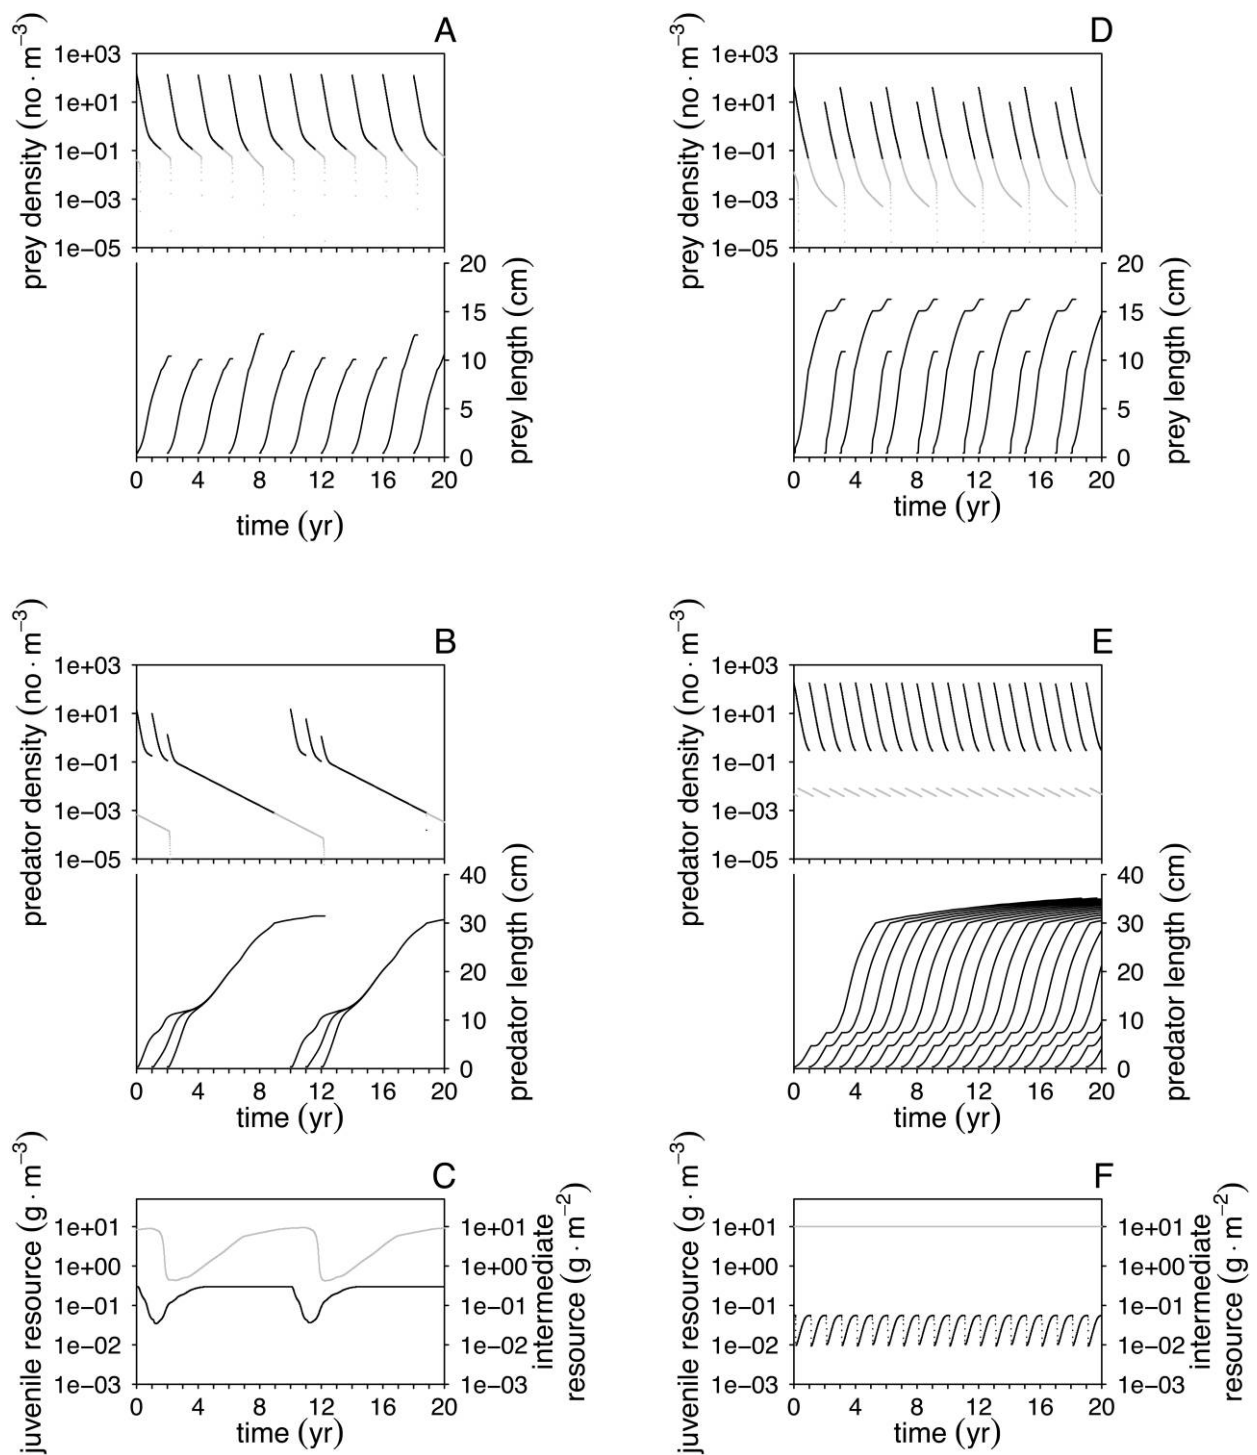 A
prey density (no · m⁻³)
1e+03
1e+01
1e−01
1e−03
1e−05
prey length (cm)
20
15
10
5
0
0 4 8 12 16 20
time (yr)
D
prey density (no · m⁻³)
1e+03
1e+01
1e−01
1e−03
1e−05
prey length (cm)
20
15
10
5
0
0 4 8 12 16 20
time (yr)
B
predator density (no · m⁻³)
1e+03
1e+01
1e−01
1e−03
1e−05
predator length (cm)
40
30
20
10
0
0 4 8 12 16 20
time (yr)
E
predator density (no · m⁻³)
1e+03
1e+01
1e−01
1e−03
1e−05
predator length (cm)
40
30
20
10
0
0 4 8 12 16 20
time (yr)
C
juvenile resource (g · m⁻³)
1e+01
1e+00
1e−01
1e−02
1e−03
1e+01
1e+00
1e−01
1e−02
1e−03
intermediate
resource (g · m⁻²)
0 4 8 12 16 20
time (yr)
F
juvenile resource (g · m⁻³)
1e+01
1e+00
1e−01
1e−02
1e−03
1e+01
1e+00
1e−01
1e−02
1e−03
intermediate
resource (g · m⁻²)
0 4 8 12 16 20
time (yr)